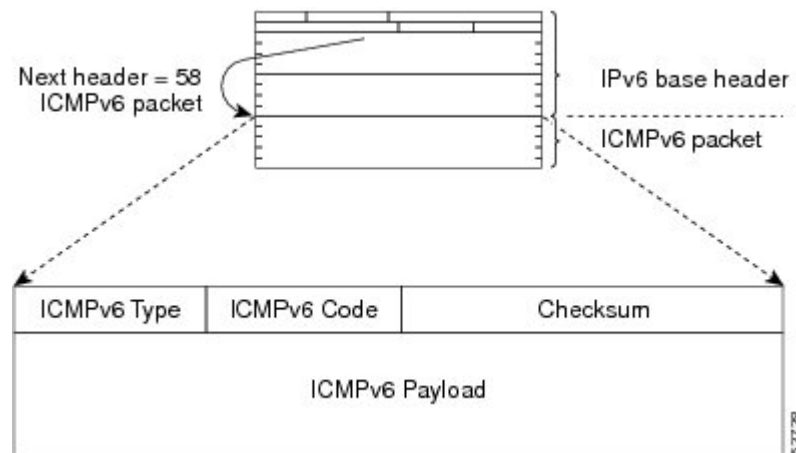 Next header = 58
ICMPv6 packet
IPv6 base header
ICMPv6 packet
ICMPv6 Type
ICMPv6 Code
Checksum
ICMPv6 Payload